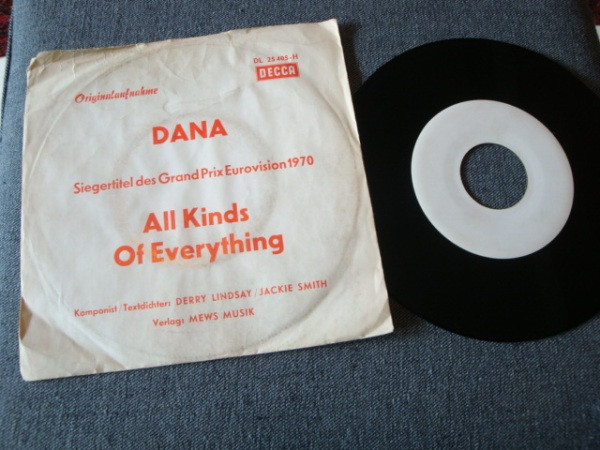 DL 25 405-H
DECCA
Originalaufnahme
DANA
Siegertitel des Grand Prix Eurovision 1970
All Kinds
Of Everything
Komponist/Textdichter: DERRY LINDSAY/JACKIE SMITH
Verlag: MEWS MUSIK